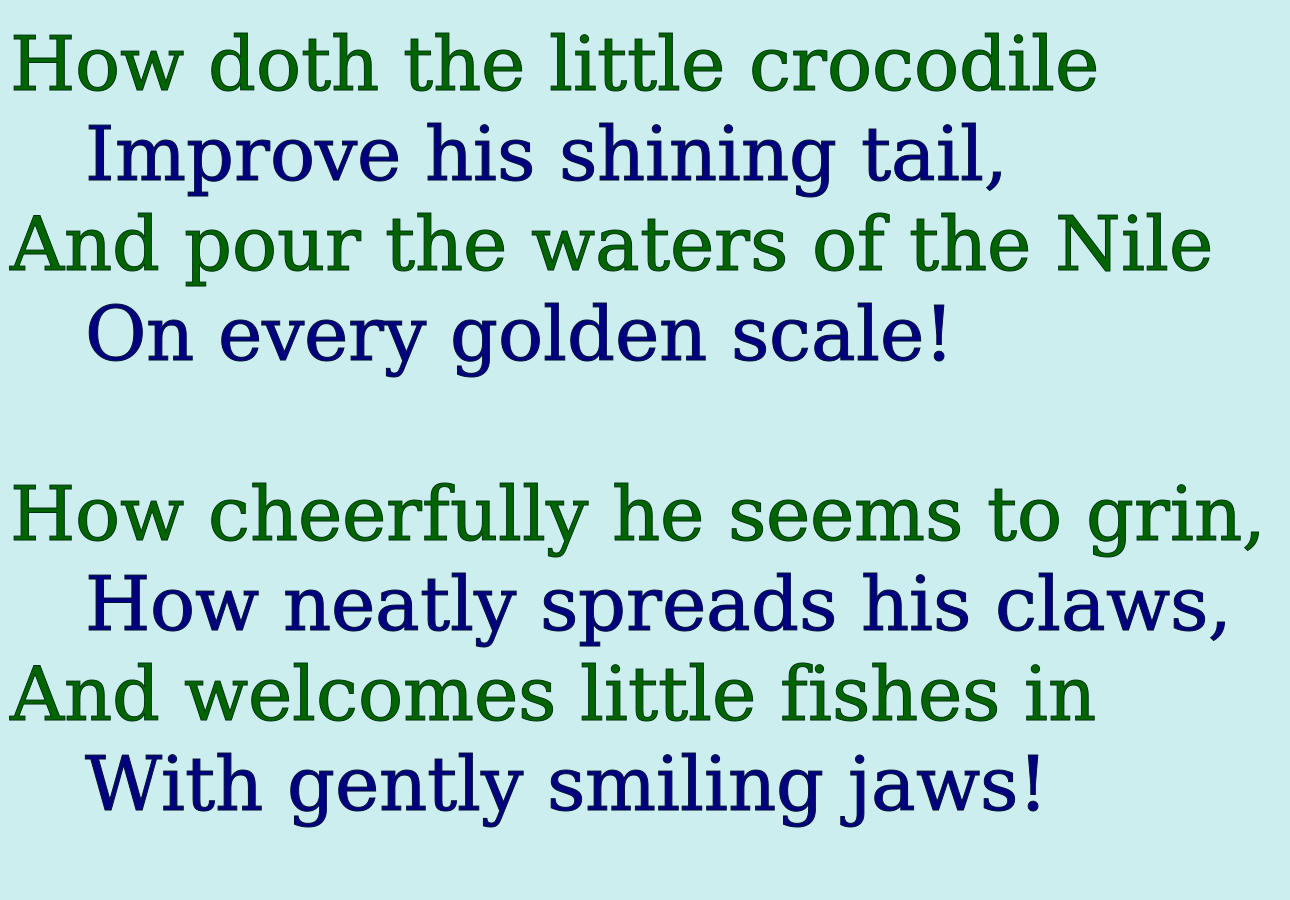 How doth the little crocodile
Improve his shining tail,
And pour the waters of the Nile
On every golden scale!

How cheerfully he seems to grin,
How neatly spreads his claws,
And welcomes little fishes in
With gently smiling jaws!